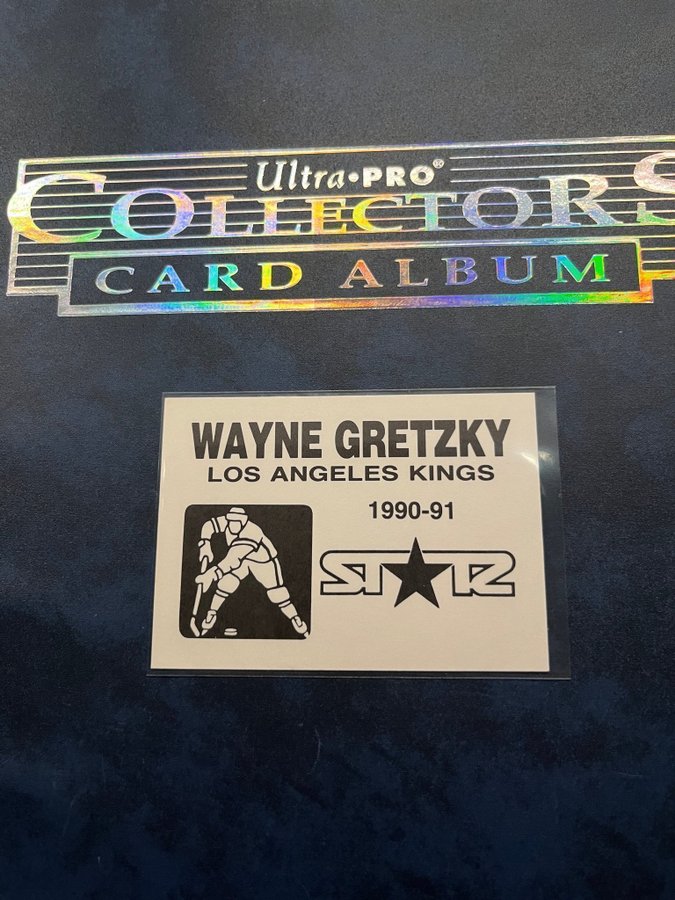 Ultra•PRO®
COLLECTORS
CARD ALBUM
WAYNE GRETZKY
LOS ANGELES KINGS
1990-91
STAR